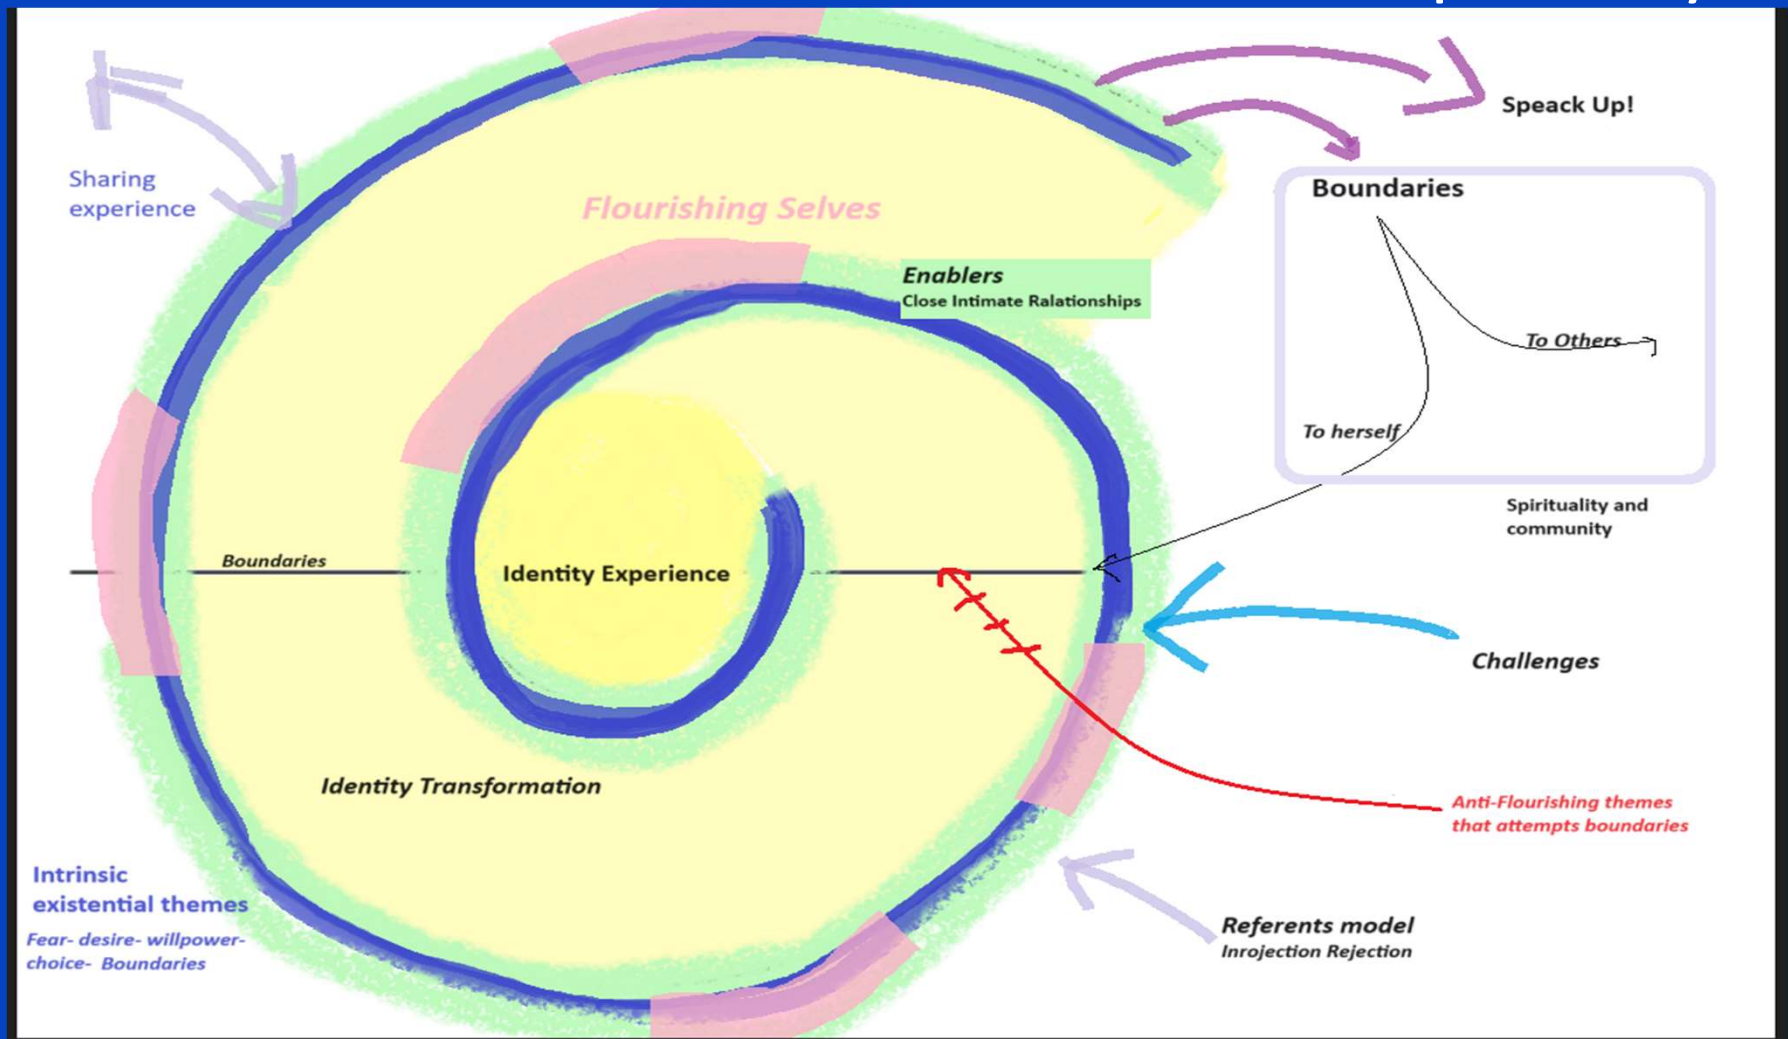 Speack Up!
Sharing
experience
Boundaries
Flourishing Selves
Enablers
Close Intimate Ralationships
To Others
To herself
Spirituality and
community
Boundaries
Identity Experience
Challenges
Identity Transformation
Anti-Flourishing themes
that attempts boundaries
Intrinsic
existential themes
Fear- desire- willpower-
choice- Boundaries
Referents model
Inrojection Rejection